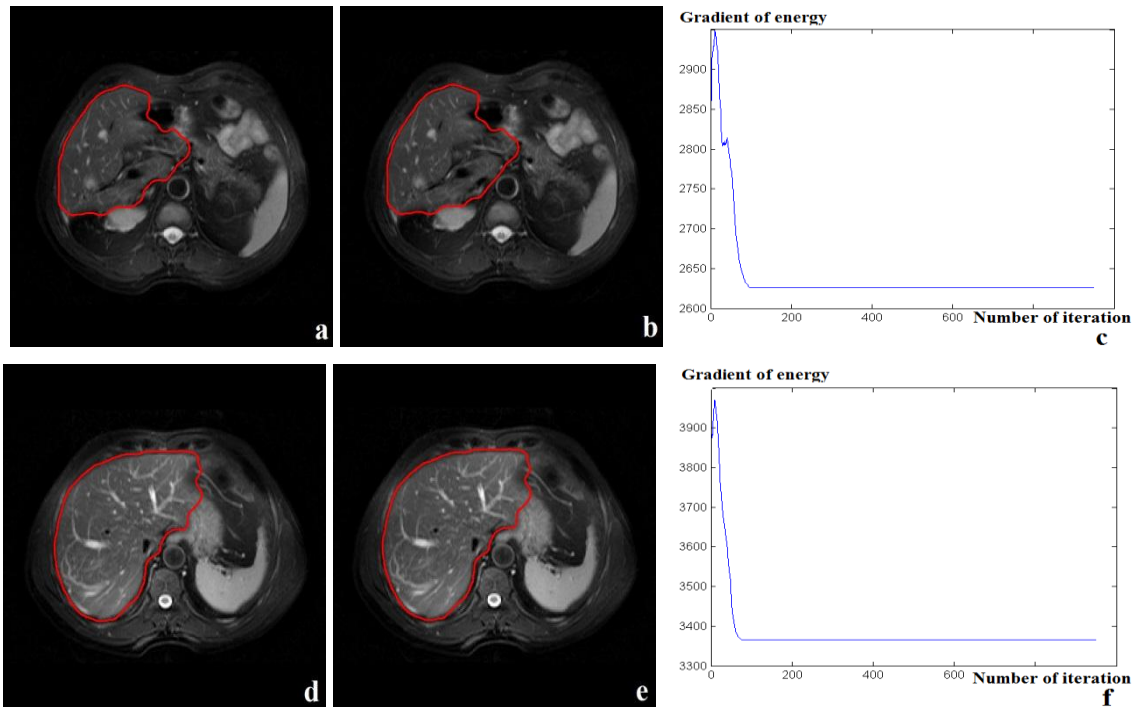 Gradient of energy
2900
2850
2800
2750
2700
2650
2600
0
200
400
600
Number of iteration
a
b
c
Gradient of energy
3900
3800
3700
3600
3500
3400
3300
0
200
400
600
Number of iteration
d
e
f